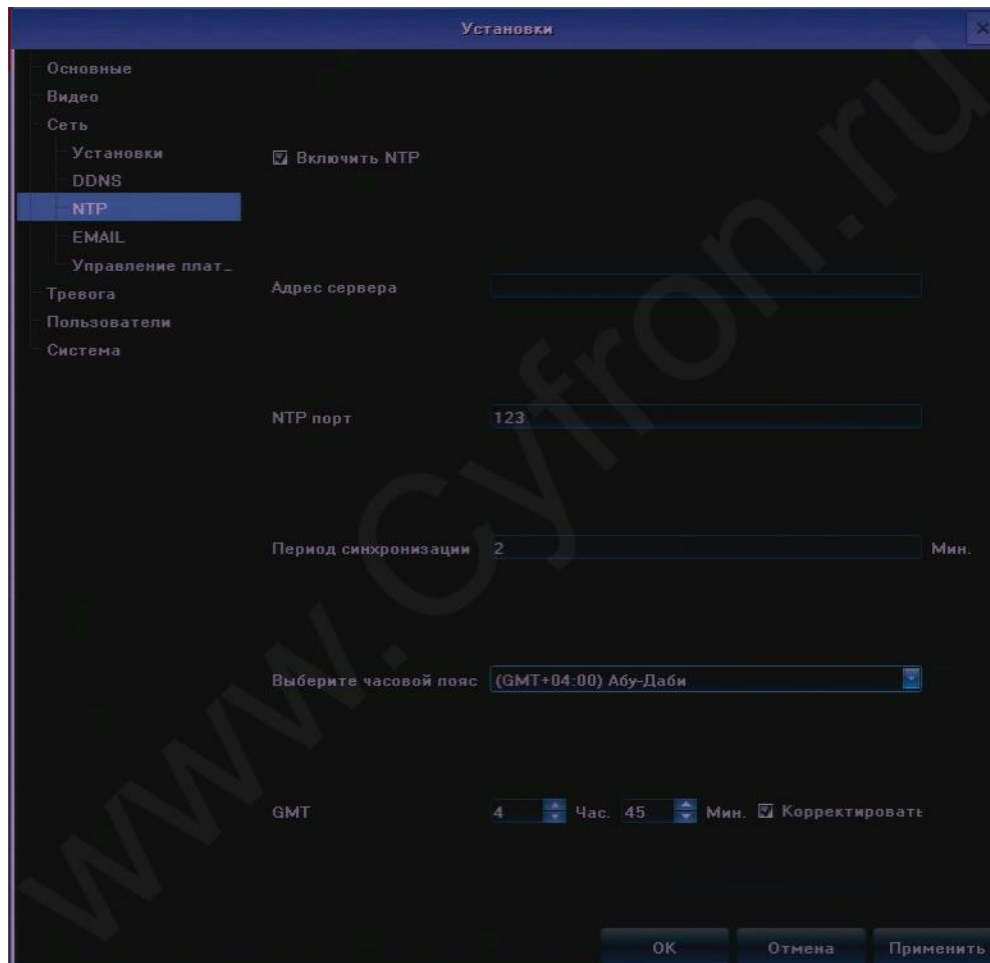 Установки
Основные
Видео
Сеть
Установки
DDNS
NTP
EMAIL
Управление плат_
Тревога
Пользователи
Система
Включить NTP
Адрес сервера
NTP порт 123
Период синхронизации 2 Мин.
Выберите часовой пояс (GMT+04:00) Абу-Даби
GMT 4 Час. 45 Мин. Корректировать
OK Отмена Применить
www.Cyfron.ru